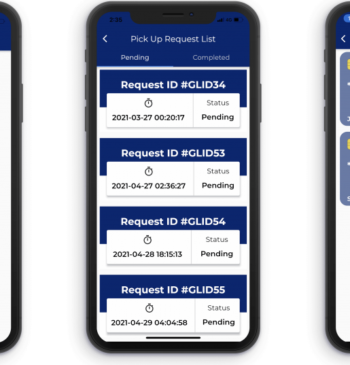 2:30
Pick Up Request List
Pending Completed
Request ID #GLID34
Status
2021-03-27 00:20:17 Pending
Request ID #GLID53
Status
2021-04-27 02:36:27 Pending
Request ID #GLID54
Status
2021-04-28 18:15:13 Pending
Request ID #GLID55
Status
2021-04-29 04:04:58 Pending